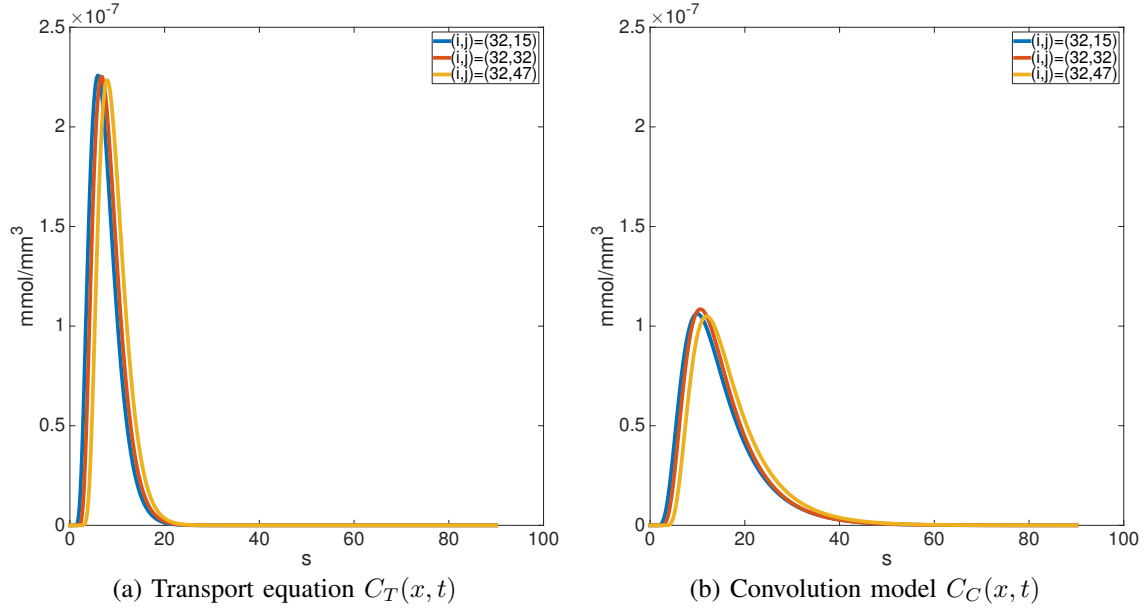 ×10-7
2.5
2
1.5
1
0.5
0
0 20 40 60 80 100
mmol/mm3
s
(i,j)=(32,15)
(i,j)=(32,32)
(i,j)=(32,47)
(a) Transport equation C_T(x, t)
×10-7
2.5
2
1.5
1
0.5
0
0 20 40 60 80 100
mmol/mm3
s
(i,j)=(32,15)
(i,j)=(32,32)
(i,j)=(32,47)
(b) Convolution model C_C(x, t)